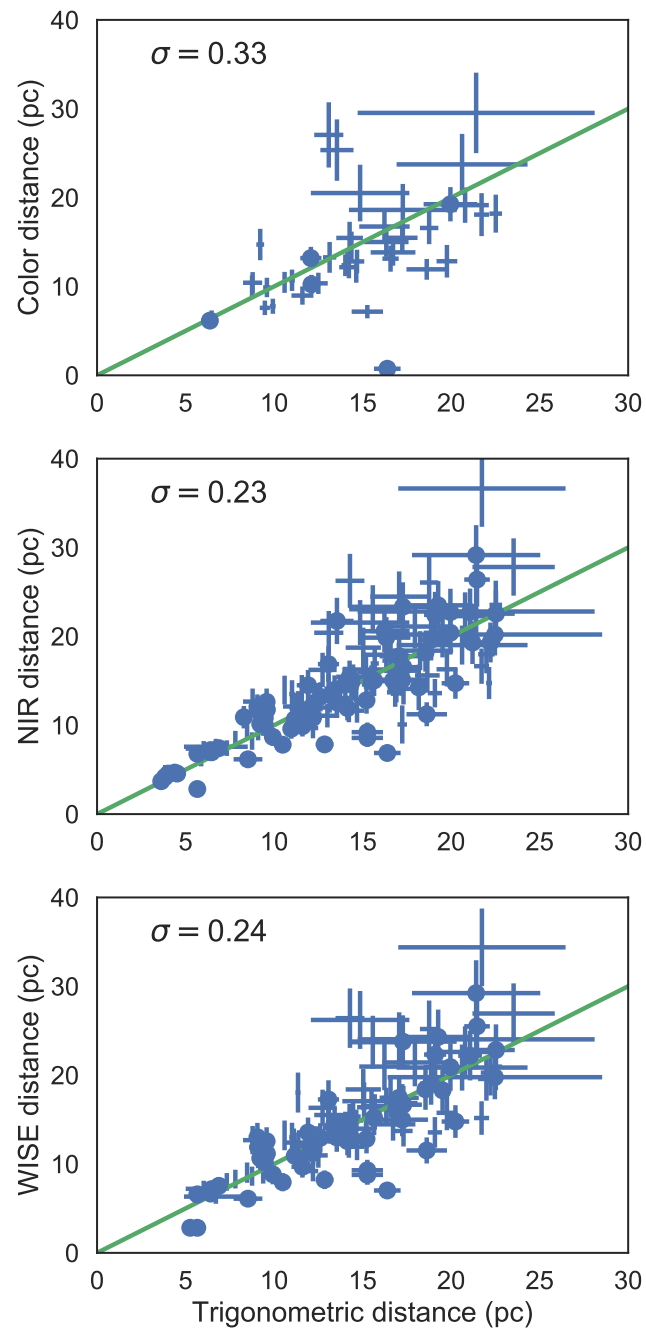 40
σ = 0.33
30
20
10
0
Color distance (pc)
0 5 10 15 20 25 30
40
σ = 0.23
30
20
10
0
NIR distance (pc)
0 5 10 15 20 25 30
40
σ = 0.24
30
20
10
0
WISE distance (pc)
0 5 10 15 20 25 30
Trigonometric distance (pc)